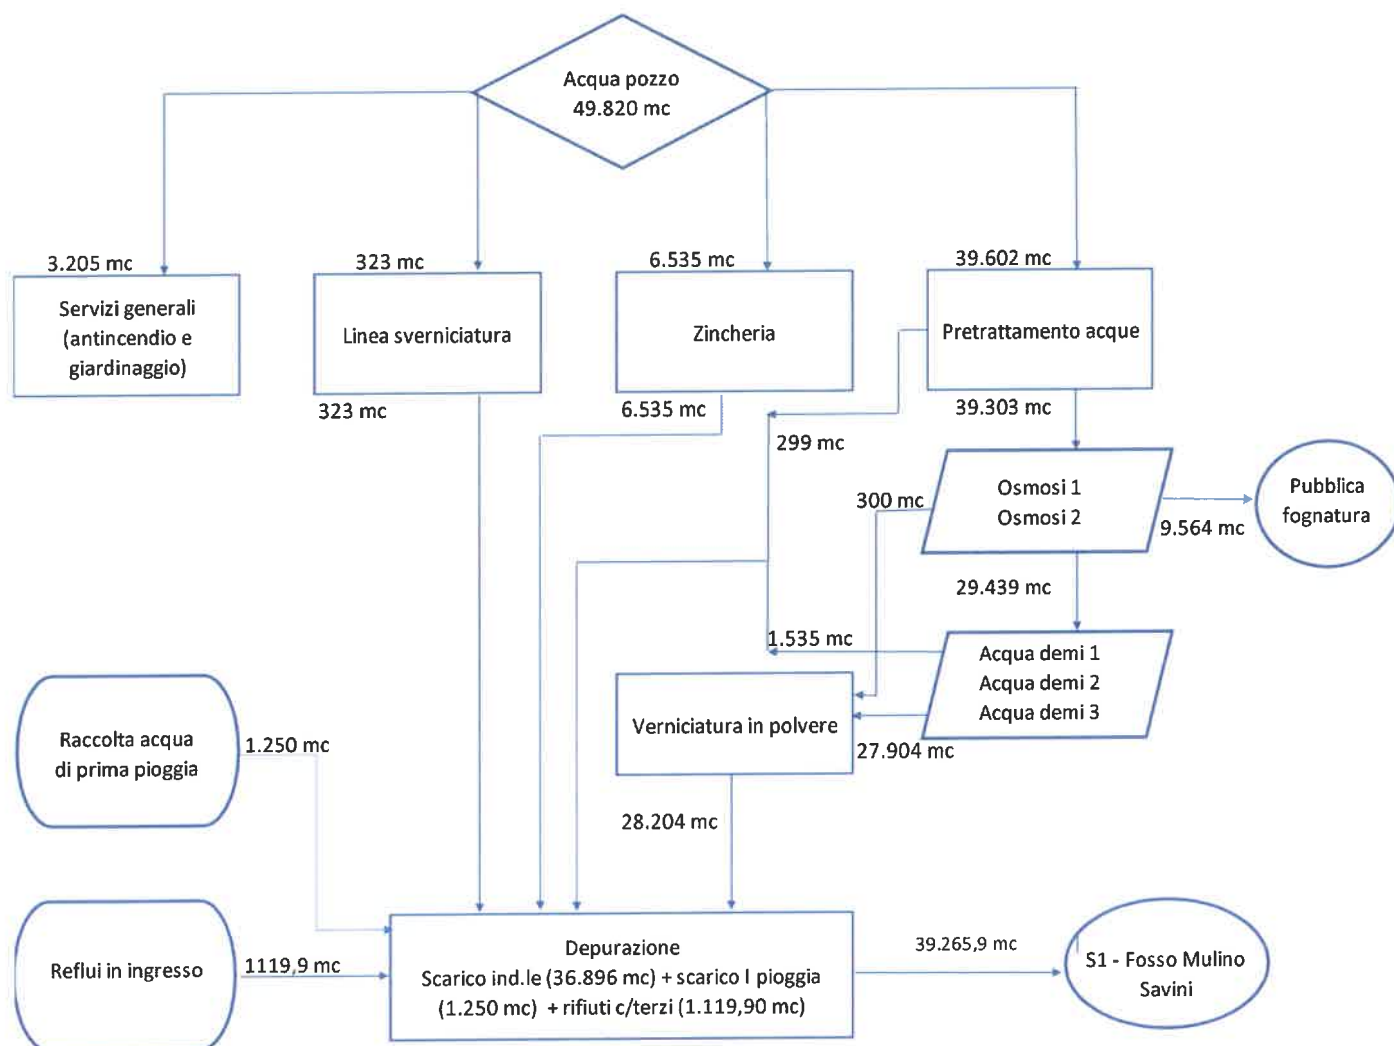 Acqua pozzo
49.820 mc
3.205 mc
323 mc
6.535 mc
39.602 mc
Servizi generali
(antincendio e
giardinaggio)
Linea sverniciatura
Zincheria
Pretrattamento acque
323 mc
6.535 mc
299 mc
39.303 mc
300 mc
Osmosi 1
Osmosi 2
9.564 mc
Pubblica
fognatura
29.439 mc
1.535 mc
Acqua demi 1
Acqua demi 2
Acqua demi 3
Verniciatura in polvere
27.904 mc
Raccolta acqua
di prima pioggia
1.250 mc
28.204 mc
Reflui in ingresso
1119,9 mc
Depurazione
Scarico ind.le (36.896 mc) + scarico I pioggia
(1.250 mc) + rifiuti c/terzi (1.119,90 mc)
39.265,9 mc
S1 - Fosso Mulino
Savini